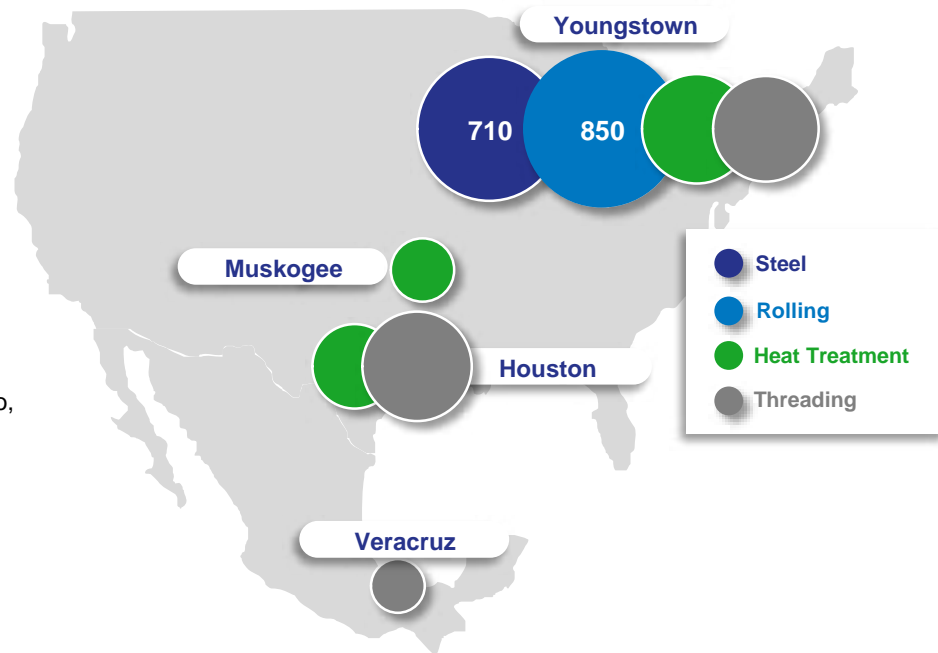 Youngstown
710
850
Muskogee
Steel
Rolling
Heat Treatment
Threading
Houston
o,
Veracruz